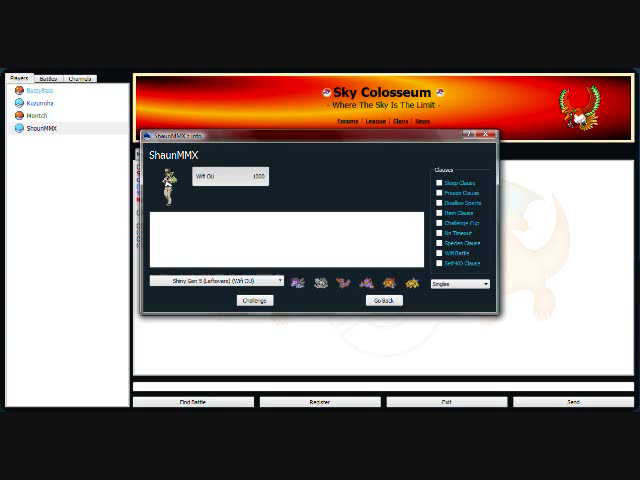 Players Battles Channels
BassyBass
Kuzunoha
Montch
ShaunMMX
Sky Colosseum
- Where The Sky Is The Limit -
Forums | League | Clans | News
ShaunMMX's info
ShaunMMX
Wifi OU 1000
Clauses
Sleep Clause
Freeze Clause
Disallow Spects
Item Clause
Challenge Cup
No Timeout
Species Clause
Wifi Battle
Self-KO Clause
Shiny Gen 5 (Leftovers) (Wifi OU)
Singles
Challenge Go Back
Find Battle Register Exit Send